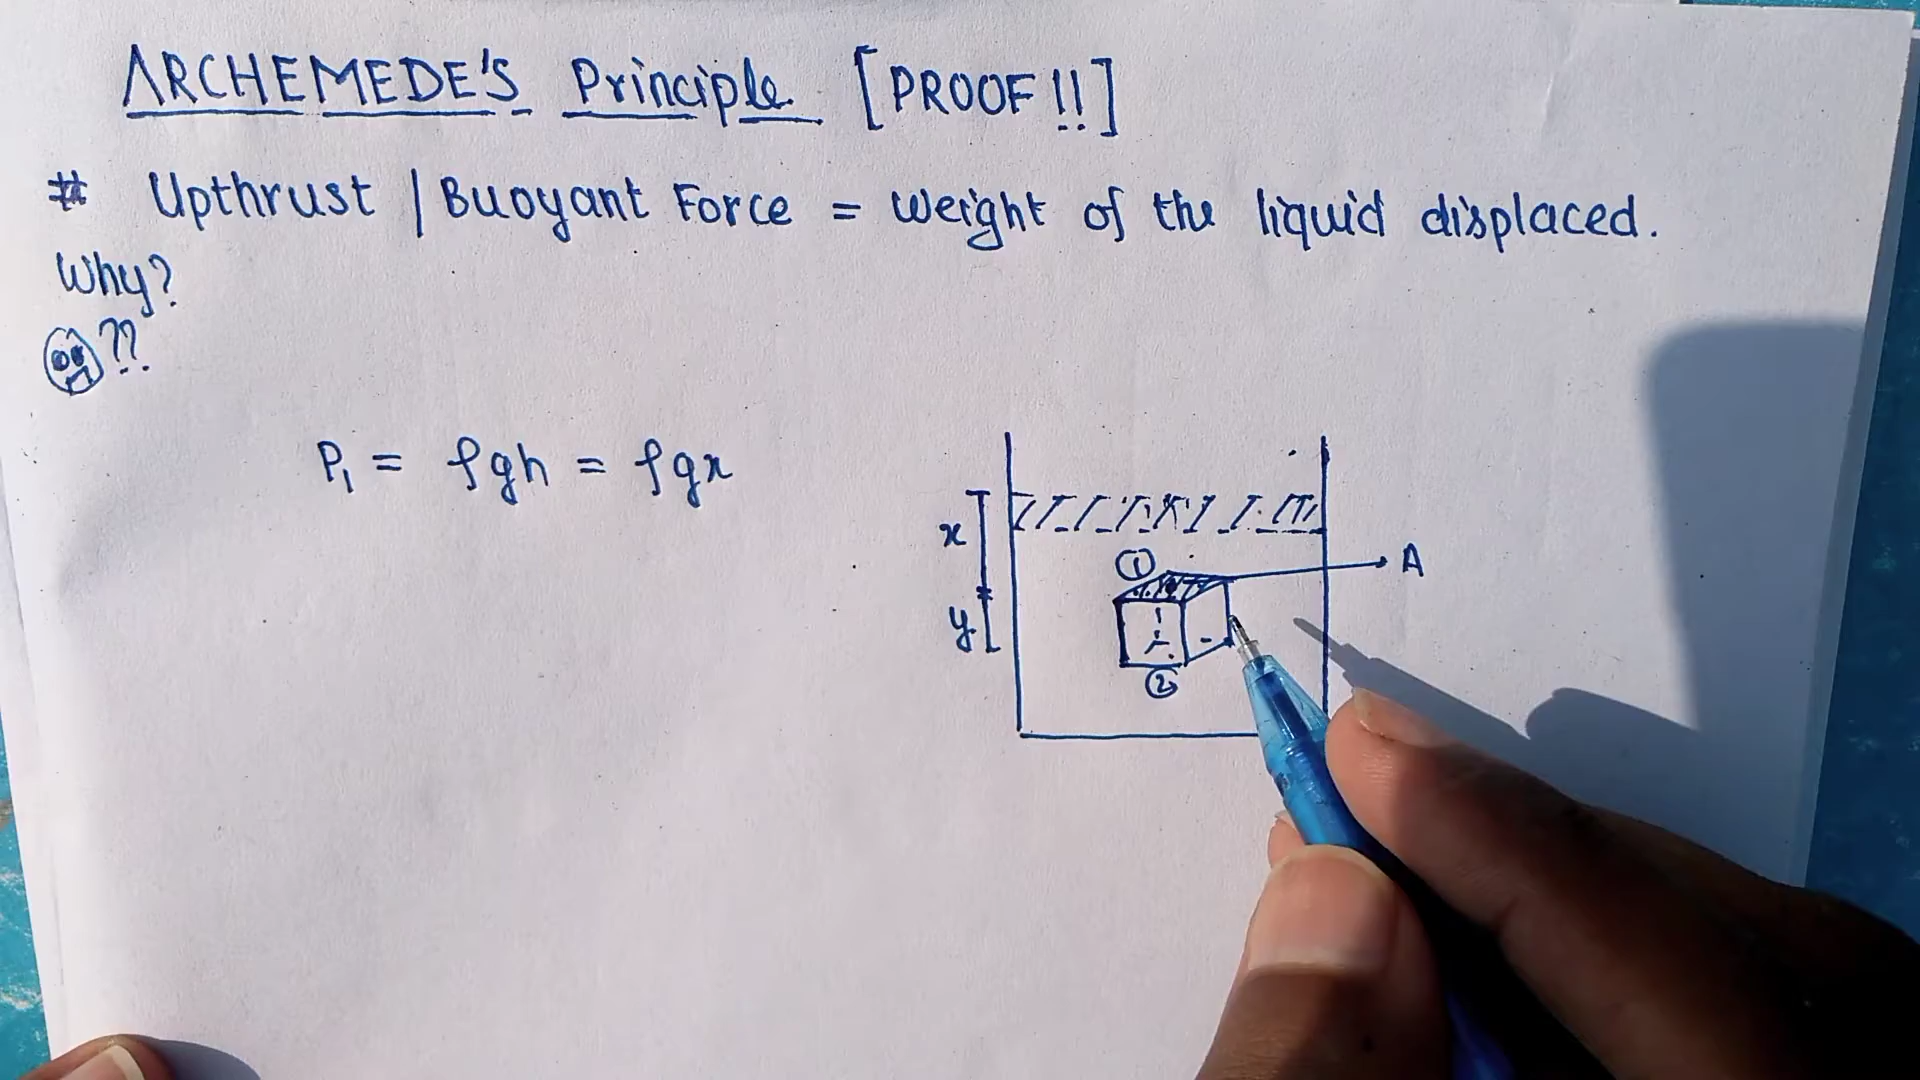 ARCHEMEDE'S Principle [PROOF!!]
# Upthrust / Buoyant Force = Weight of the liquid displaced.
Why?
??
P₁ = ρgh = ρgx
x
①
A
y
②